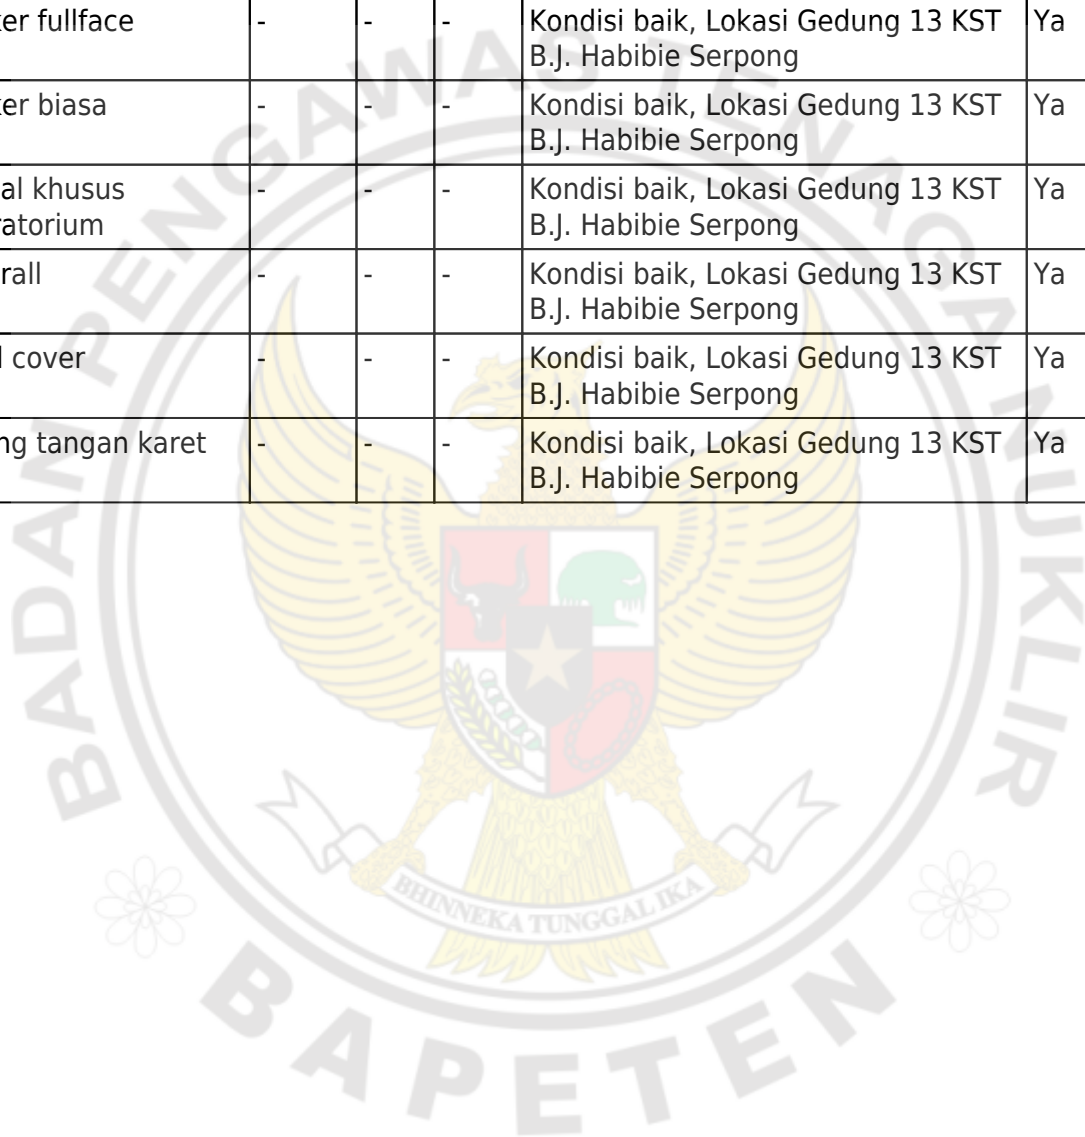 er fullface - - - Kondisi baik, Lokasi Gedung 13 KST Ya
B.J. Habibie Serpong
er biasa - - - Kondisi baik, Lokasi Gedung 13 KST Ya
B.J. Habibie Serpong
al khusus - - - Kondisi baik, Lokasi Gedung 13 KST Ya
ratorium B.J. Habibie Serpong
rall - - - Kondisi baik, Lokasi Gedung 13 KST Ya
B.J. Habibie Serpong
cover - - - Kondisi baik, Lokasi Gedung 13 KST Ya
B.J. Habibie Serpong
ng tangan karet - - - Kondisi baik, Lokasi Gedung 13 KST Ya
B.J. Habibie Serpong
BADAN PENGAWAS TENAGA NUKLIR
BHINNEKA TUNGGAL IKA
BAPETEN